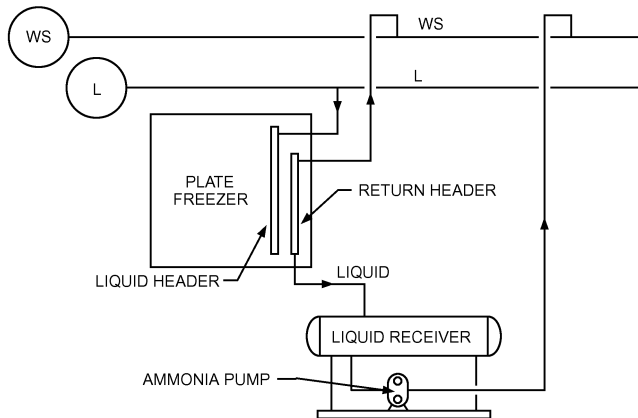 WS
WS
L
L
PLATE
FREEZER
RETURN HEADER
LIQUID HEADER
LIQUID
LIQUID RECEIVER
AMMONIA PUMP